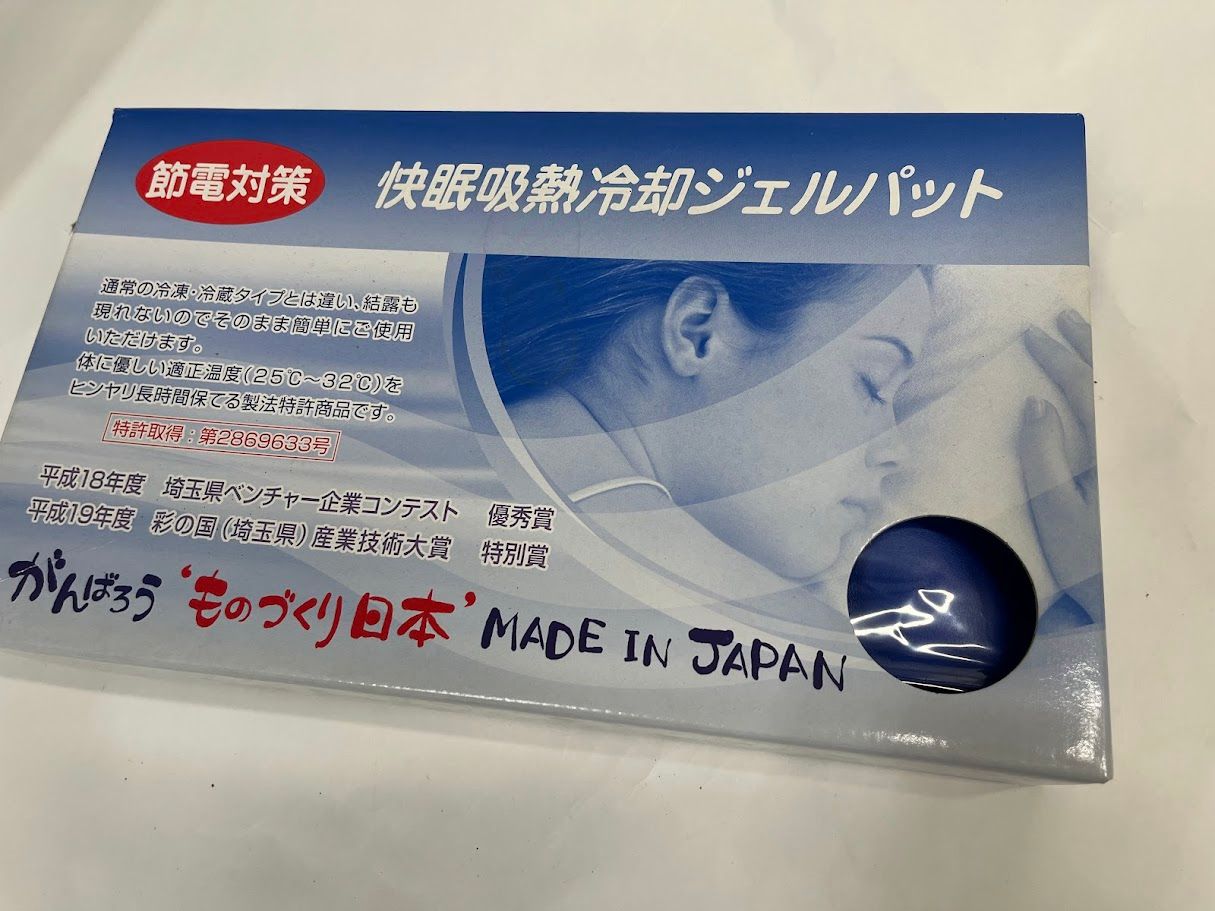 節電対策
快眠吸熱冷却ジェルパット
通常の冷凍・冷蔵タイプとは違い、結露も
現れないのでそのまま簡単にご使用
いただけます。
体に優しい適正温度(25℃～32℃)を
ヒンヤリ長時間保てる製法特許商品です。
特許取得：第2869633号
平成18年度 埼玉県ベンチャー企業コンテスト 優秀賞
平成19年度 彩の国(埼玉県)産業技術大賞 特別賞
がんばろう‘ものづくり日本’MADE IN JAPAN